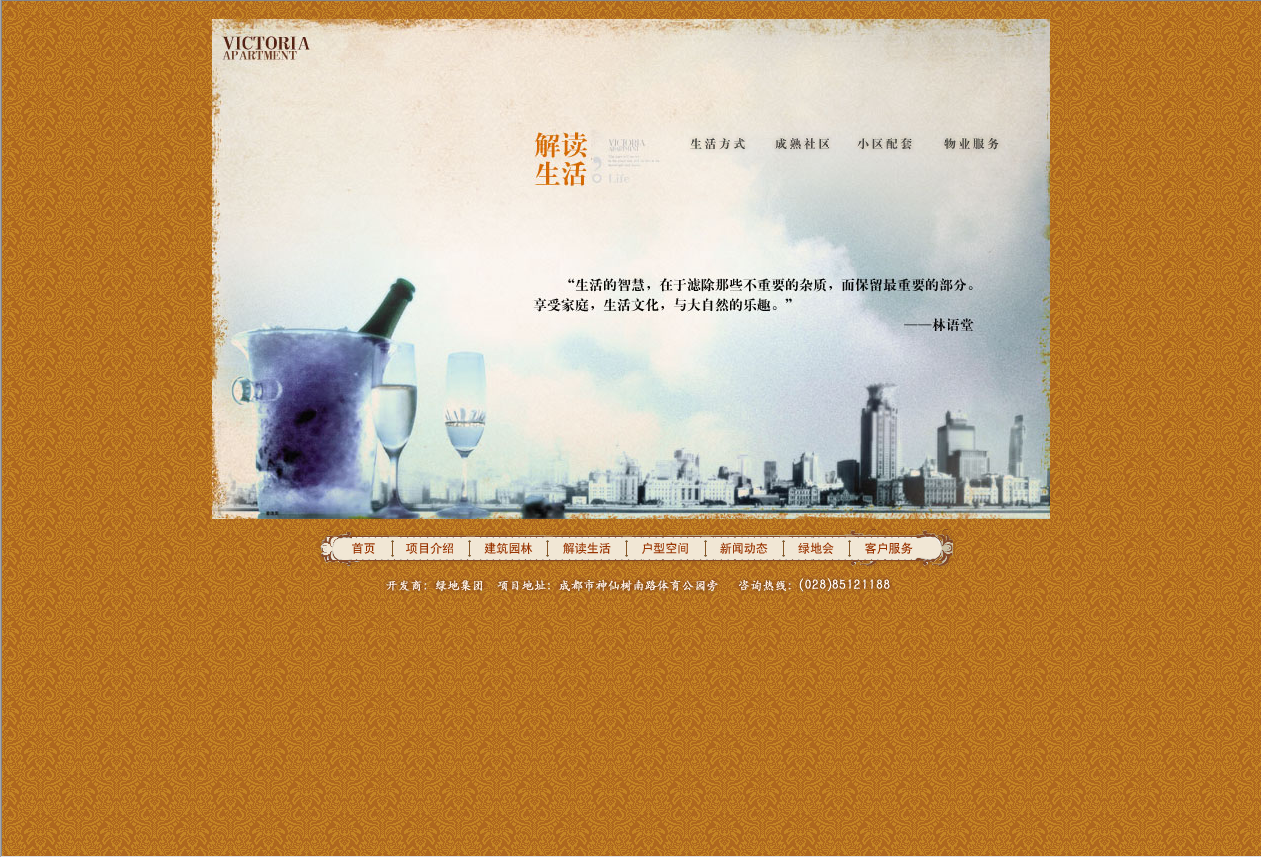 VICTORIA
APARTMENT
解读
生活
VICTORIA
APARTMENT
Life
生活方式 成熟社区 小区配套 物业服务
“生活的智慧，在于滤除那些不重要的杂质，而保留最重要的部分。
享受家庭，生活文化，与大自然的乐趣。”
——林语堂
首页 项目介绍 建筑园林 解读生活 户型空间 新闻动态 绿地会 客户服务
开发商：绿地集团 项目地址：成都市神仙树南路体育公园旁 咨询热线：(028)85121188